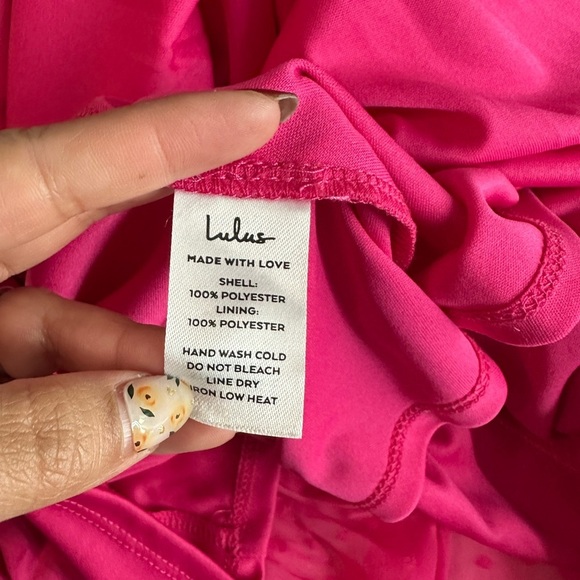 Lulus
MADE WITH LOVE
SHELL:
100% POLYESTER
LINING:
100% POLYESTER
HAND WASH COLD
DO NOT BLEACH
LINE DRY
IRON LOW HEAT